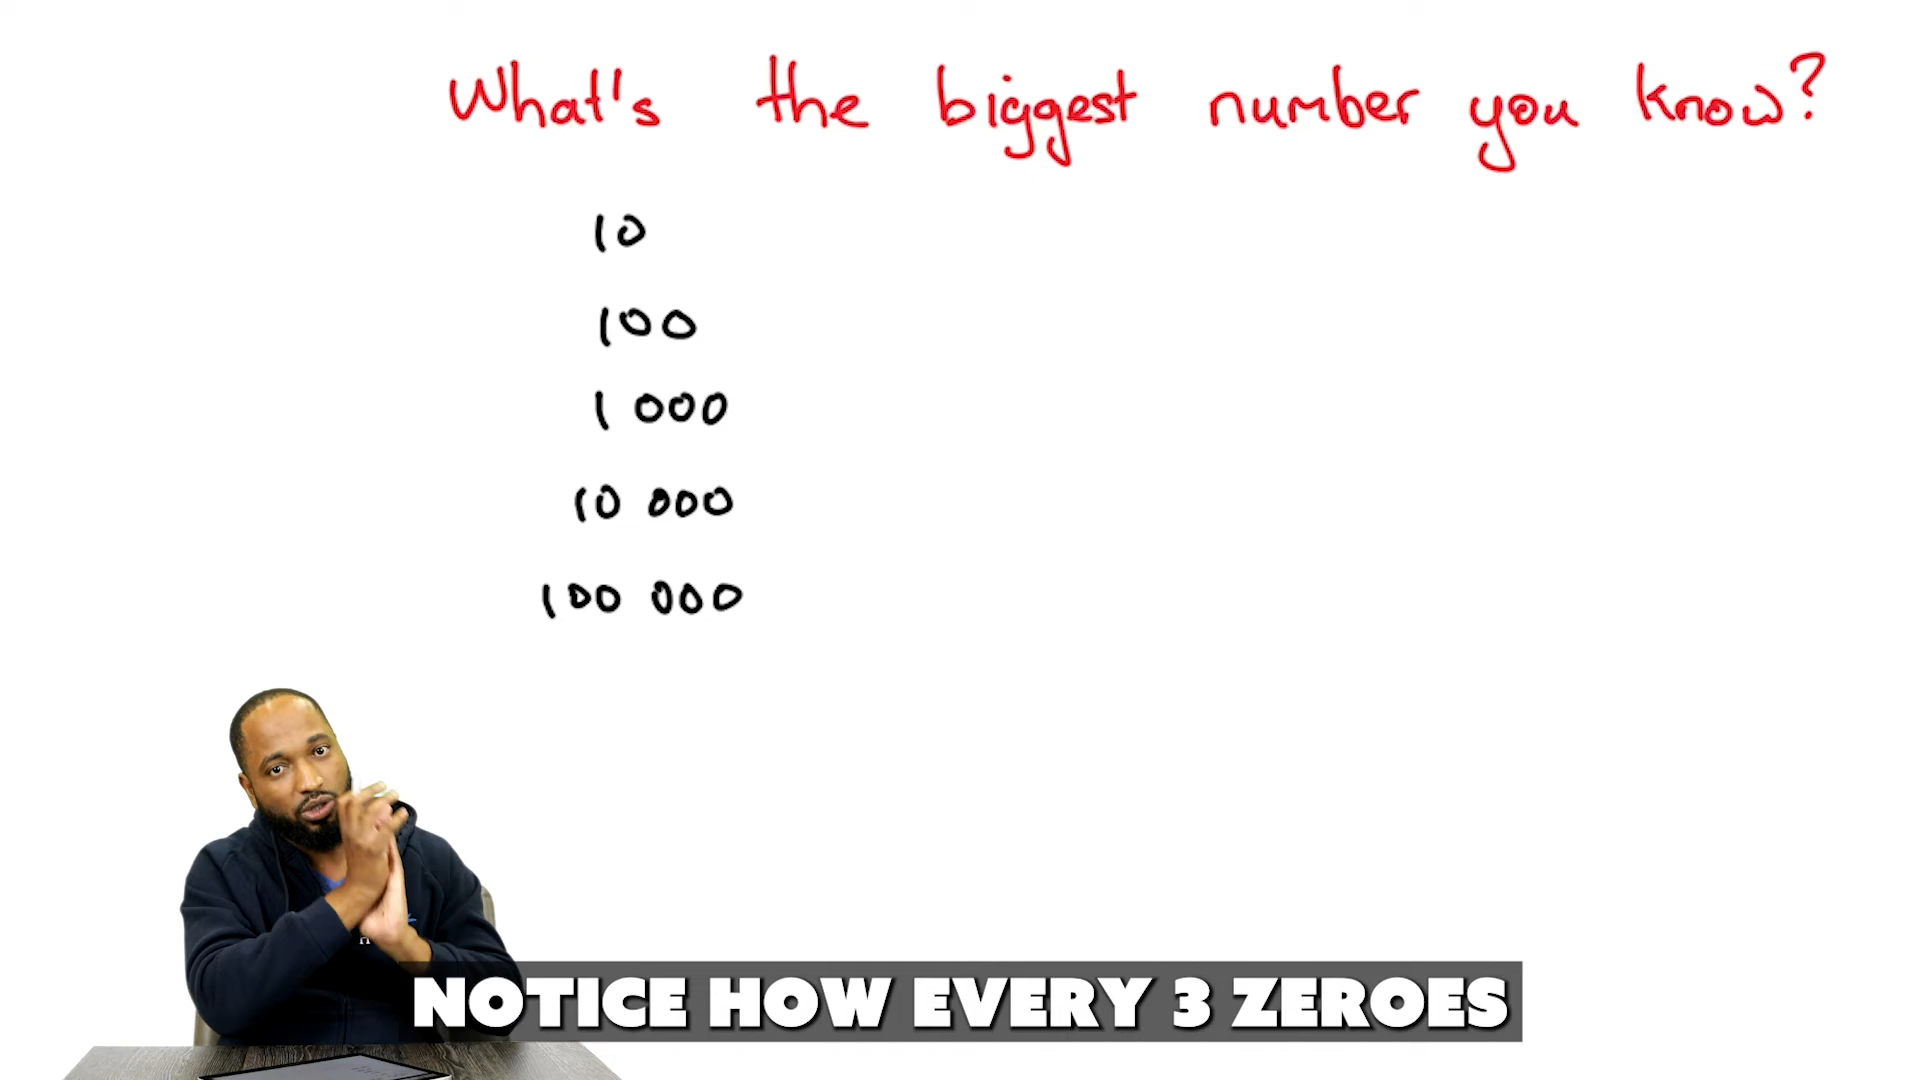 What's the biggest number you know?
10
100
1 000
10 000
100 000
NOTICE HOW EVERY 3 ZEROES